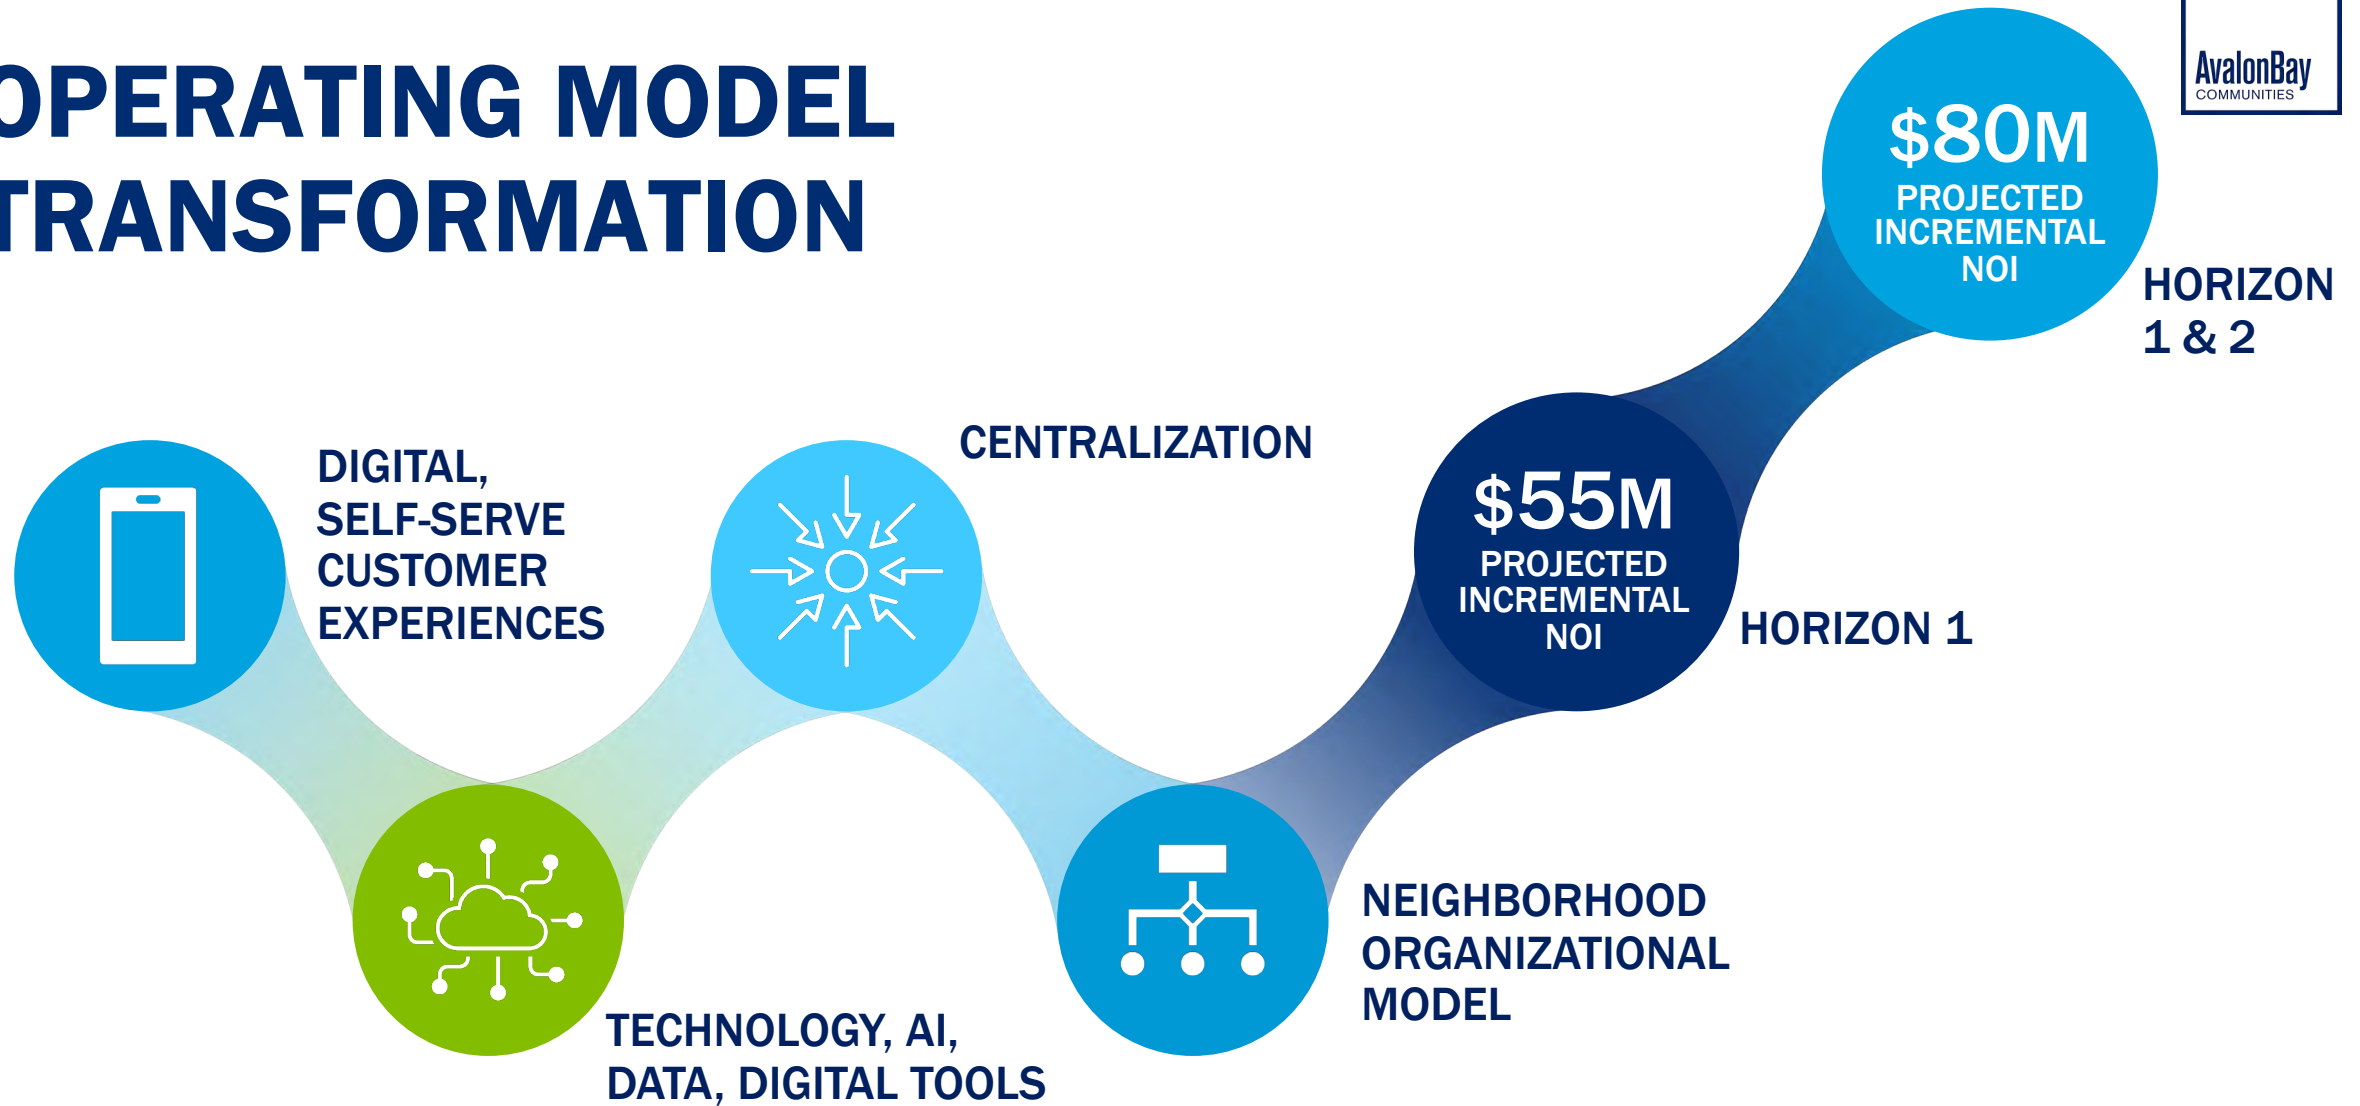 OPERATING MODEL
TRANSFORMATION
AvalonBay
COMMUNITIES
$80M
PROJECTED
INCREMENTAL
NOI
HORIZON
1 & 2
CENTRALIZATION
DIGITAL,
SELF-SERVE
CUSTOMER
EXPERIENCES
$55M
PROJECTED
INCREMENTAL
NOI
HORIZON 1
NEIGHBORHOOD
ORGANIZATIONAL
MODEL
TECHNOLOGY, AI,
DATA, DIGITAL TOOLS